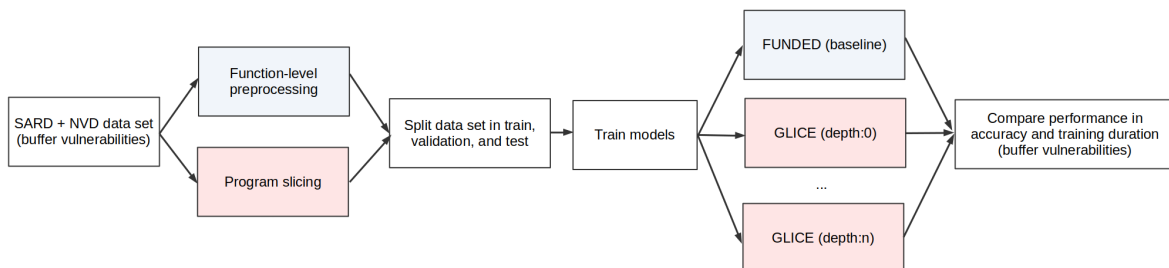 SARD + NVD data set
(buffer vulnerabilities)
Function-level
preprocessing
Program slicing
Split data set in train,
validation, and test
Train models
FUNDED (baseline)
GLICE (depth:0)
...
GLICE (depth:n)
Compare performance in
accuracy and training duration
(buffer vulnerabilities)